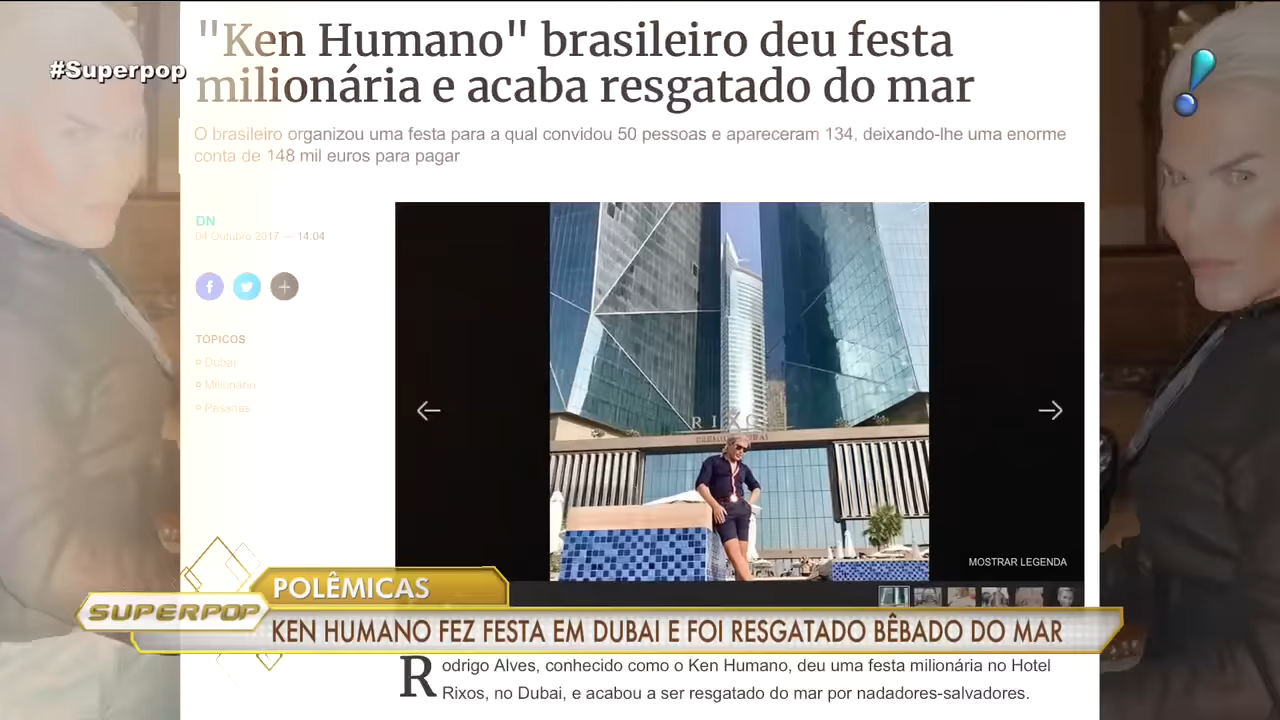 "Ken Humano" brasileiro deu festa
milionária e acaba resgatado do mar
#Superpop
O brasileiro organizou uma festa para a qual convidou 50 pessoas e apareceram 134, deixando-lhe uma enorme
conta de 148 mil euros para pagar
DN
04 Outubro 2017 — 14:04
TÓPICOS
Dubai
Milionário
Pessoas
RIXOS
MOSTRAR LEGENDA
POLÊMICAS
SUPERPOP
KEN HUMANO FEZ FESTA EM DUBAI E FOI RESGATADO BÊBADO DO MAR
Rodrigo Alves, conhecido como o Ken Humano, deu uma festa milionária no Hotel
Rixos, no Dubai, e acabou a ser resgatado do mar por nadadores-salvadores.